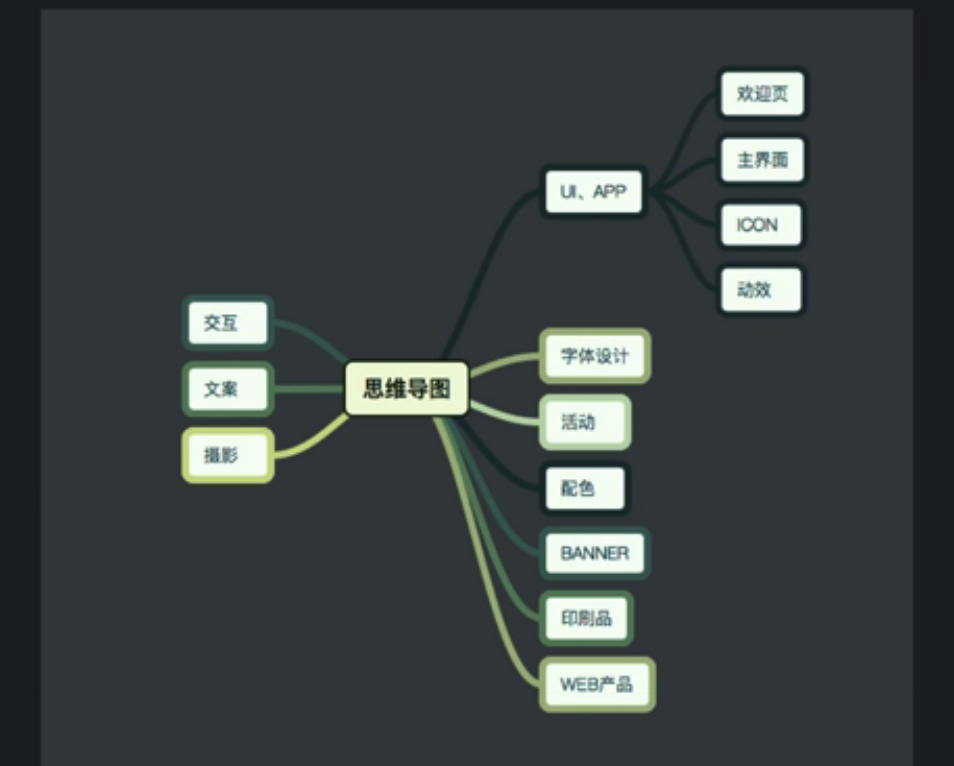 欢迎页
主界面
UI、APP
ICON
动效
交互
字体设计
文案
思维导图
活动
摄影
配色
BANNER
印刷品
WEB产品